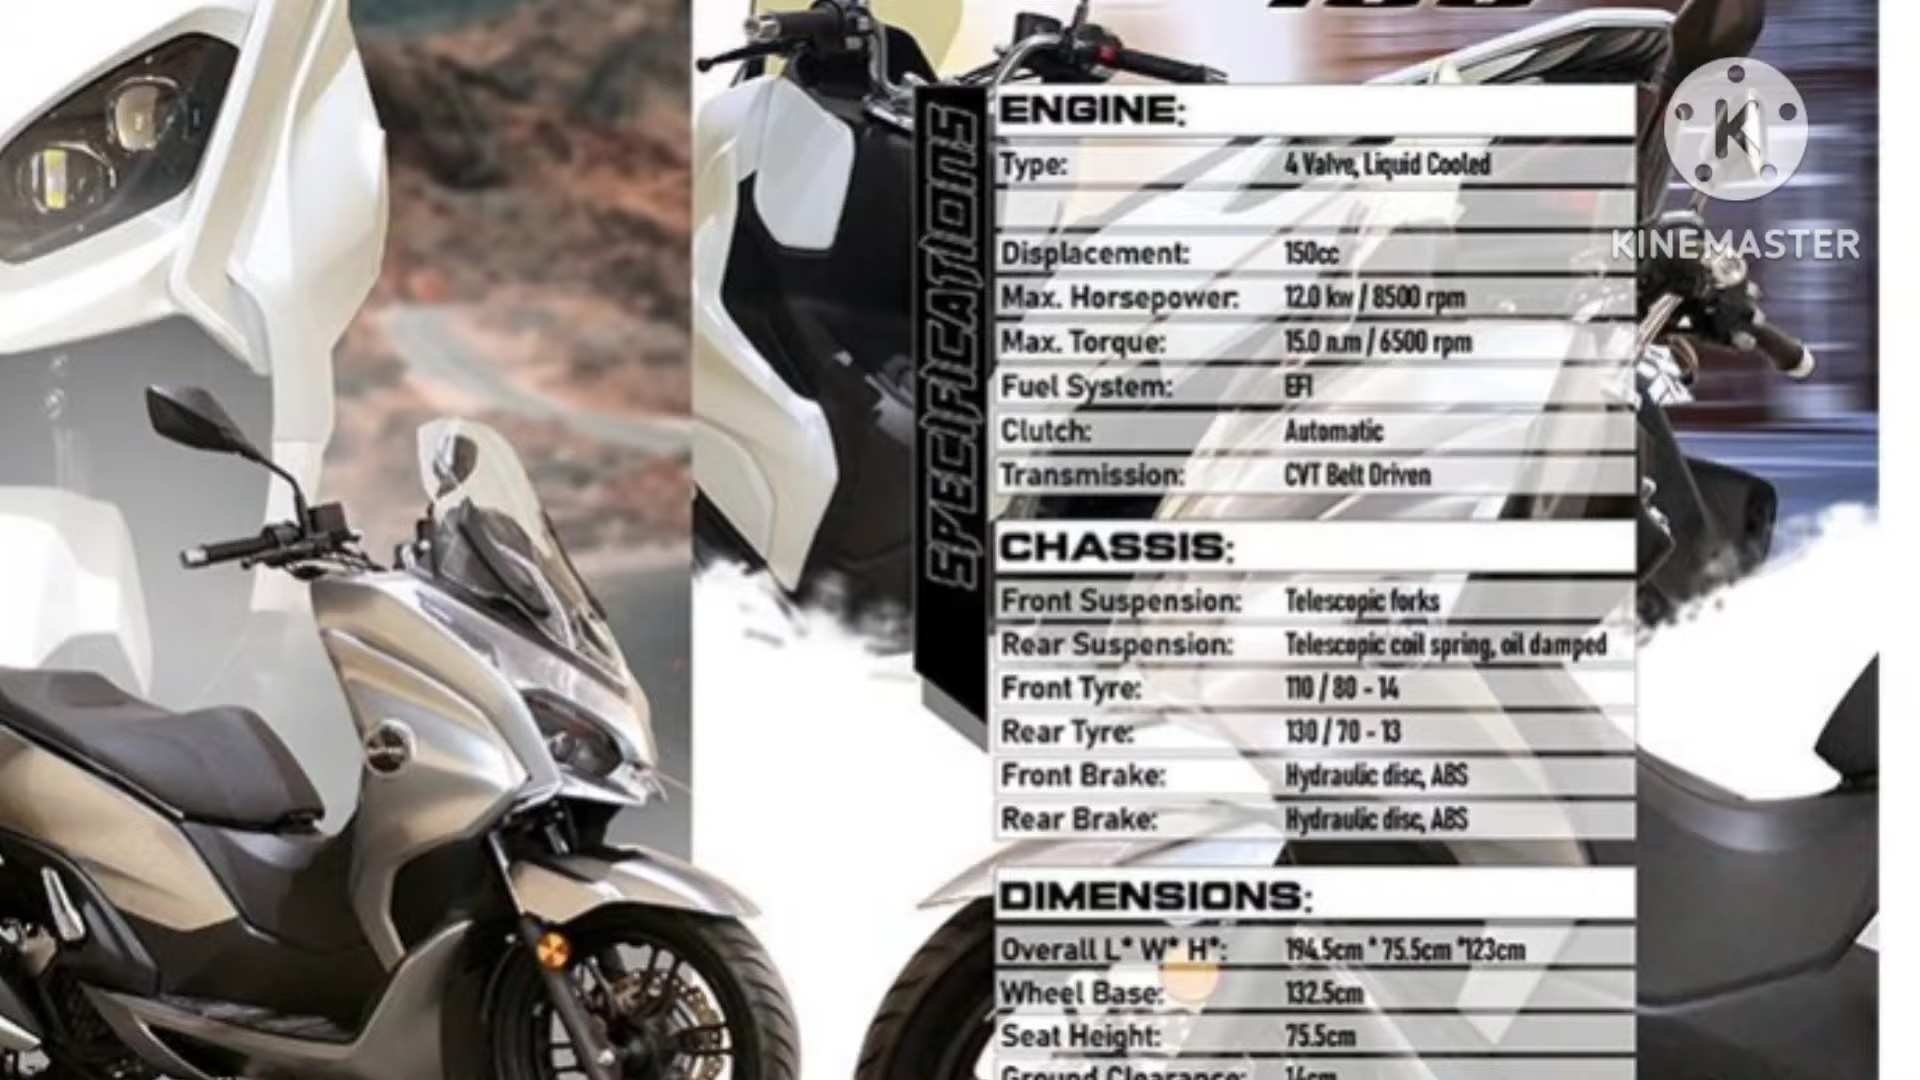 SPECIFICATIONS
ENGINE:
Type: 4 Valve, Liquid Cooled
Displacement: 150cc
Max. Horsepower: 12.0 kw / 8500 rpm
Max. Torque: 15.0 n.m / 6500 rpm
Fuel System: EFI
Clutch: Automatic
Transmission: CVT Belt Driven
CHASSIS:
Front Suspension: Telescopic forks
Rear Suspension: Telescopic coil spring, oil damped
Front Tyre: 110 / 80 - 14
Rear Tyre: 130 / 70 - 13
Front Brake: Hydraulic disc, ABS
Rear Brake: Hydraulic disc, ABS
DIMENSIONS:
Overall L* W* H*: 194.5cm * 75.5cm *123cm
Wheel Base: 132.5cm
Seat Height: 75.5cm
Ground Clearance: 14cm
K
KINEMASTER